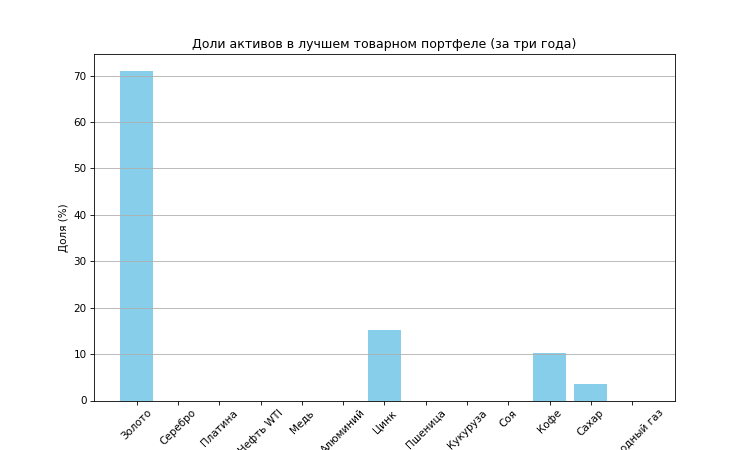 Доли активов в лучшем товарном портфеле (за три года)
Доля (%)
70
60
50
40
30
20
10
0
Золото
Серебро
Платина
Нефть WTI
Медь
Алюминий
Цинк
Пшеница
Кукуруза
Соя
Кофе
Сахар
одный газ